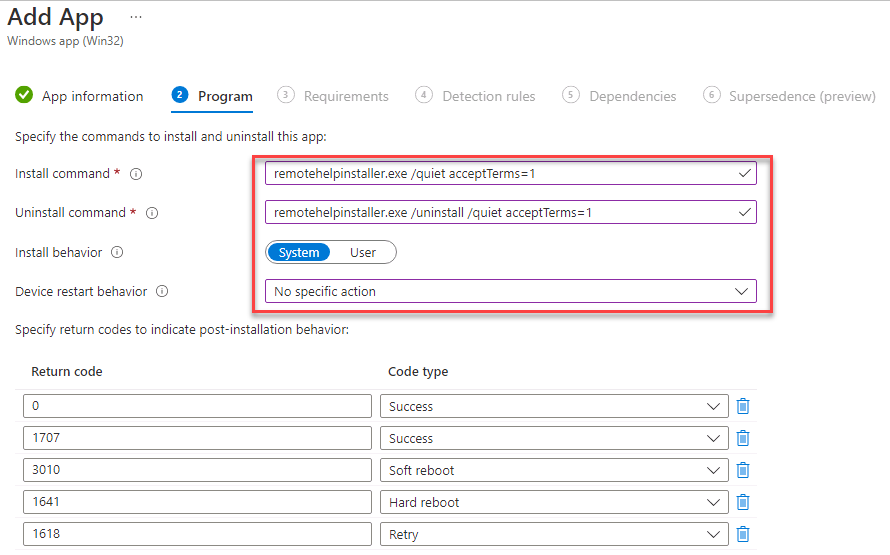 Add App ...
Windows app (Win32)
App information 2 Program 3 Requirements 4 Detection rules 5 Dependencies 6 Supersedence (preview)
Specify the commands to install and uninstall this app:
Install command * remotehelpinstaller.exe /quiet acceptTerms=1
Uninstall command * remotehelpinstaller.exe /uninstall /quiet acceptTerms=1
Install behavior System User
Device restart behavior No specific action
Specify return codes to indicate post-installation behavior:
Return code Code type
0 Success
1707 Success
3010 Soft reboot
1641 Hard reboot
1618 Retry